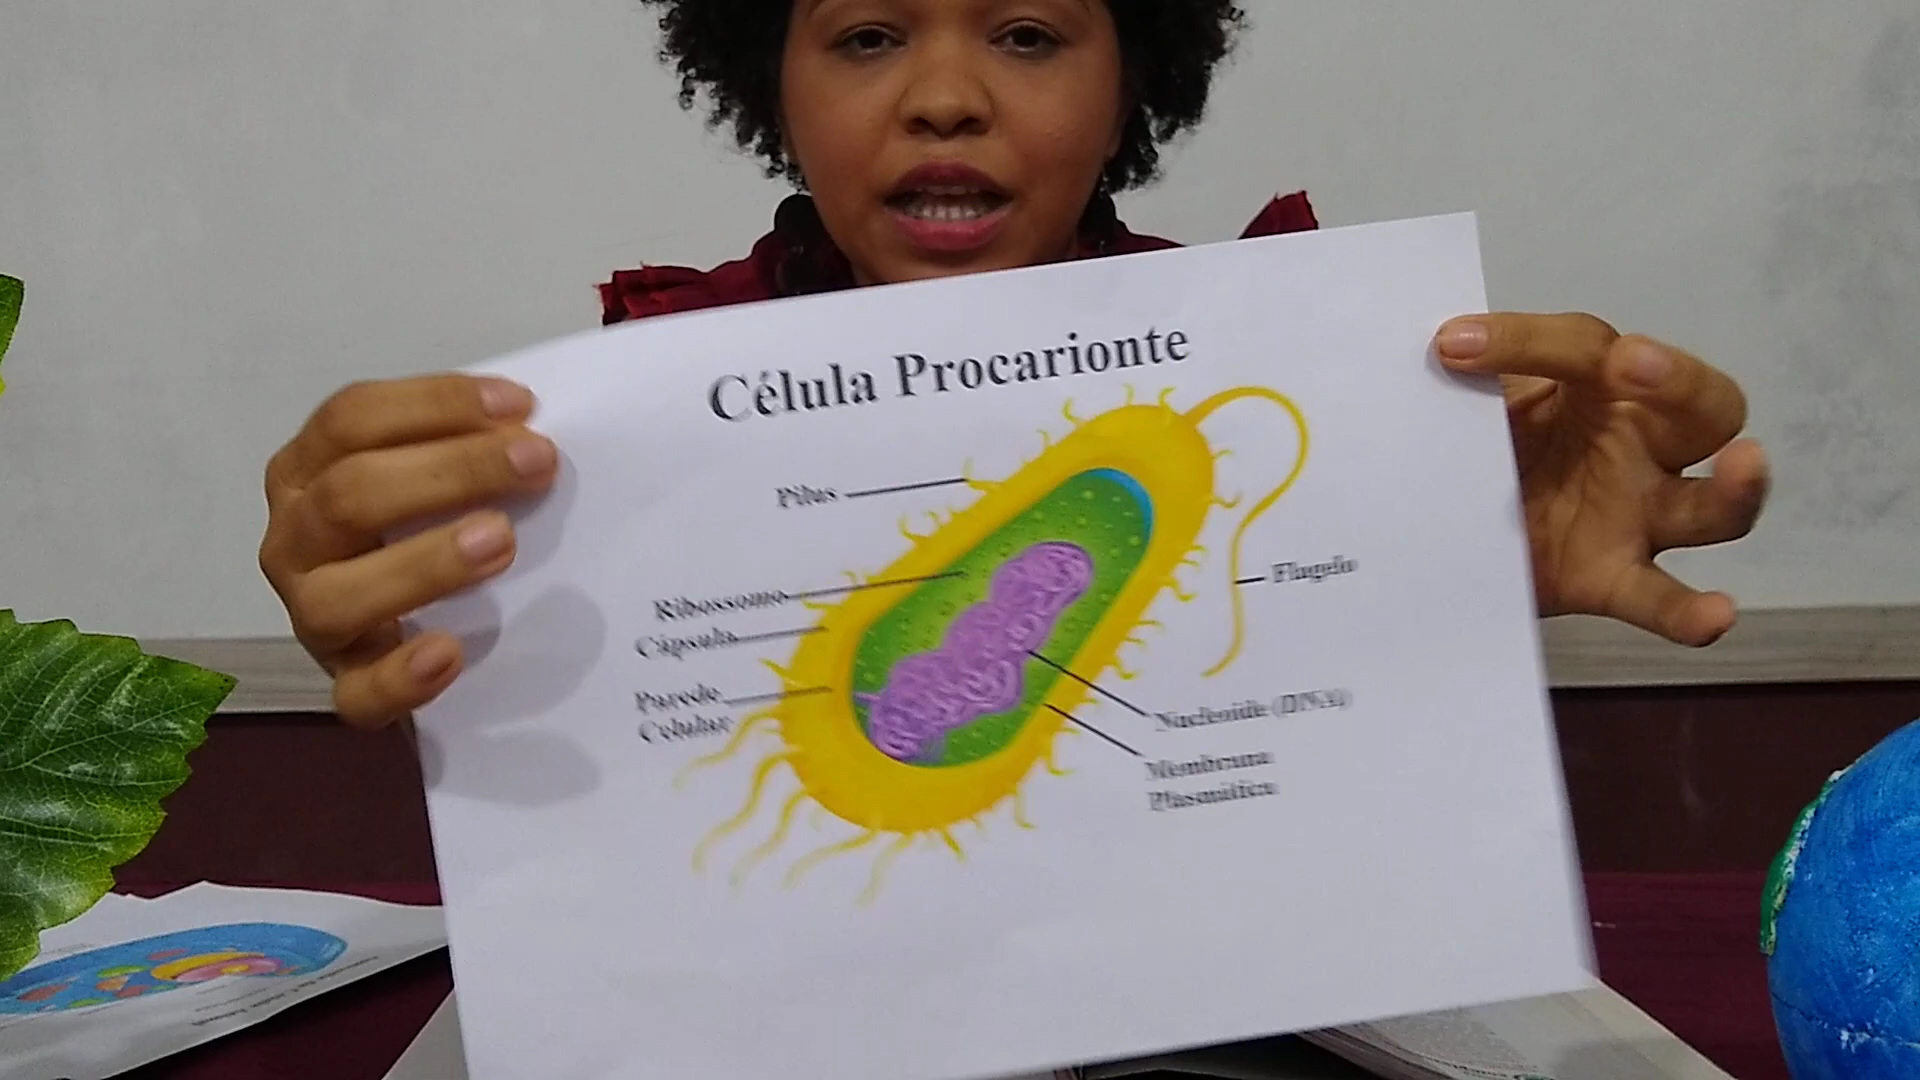 Célula Procarionte
Pilus
Ribossomo
Cápsula
Parede
Celular
Flagelo
Nucleoide (DNA)
Membrana
Plasmática